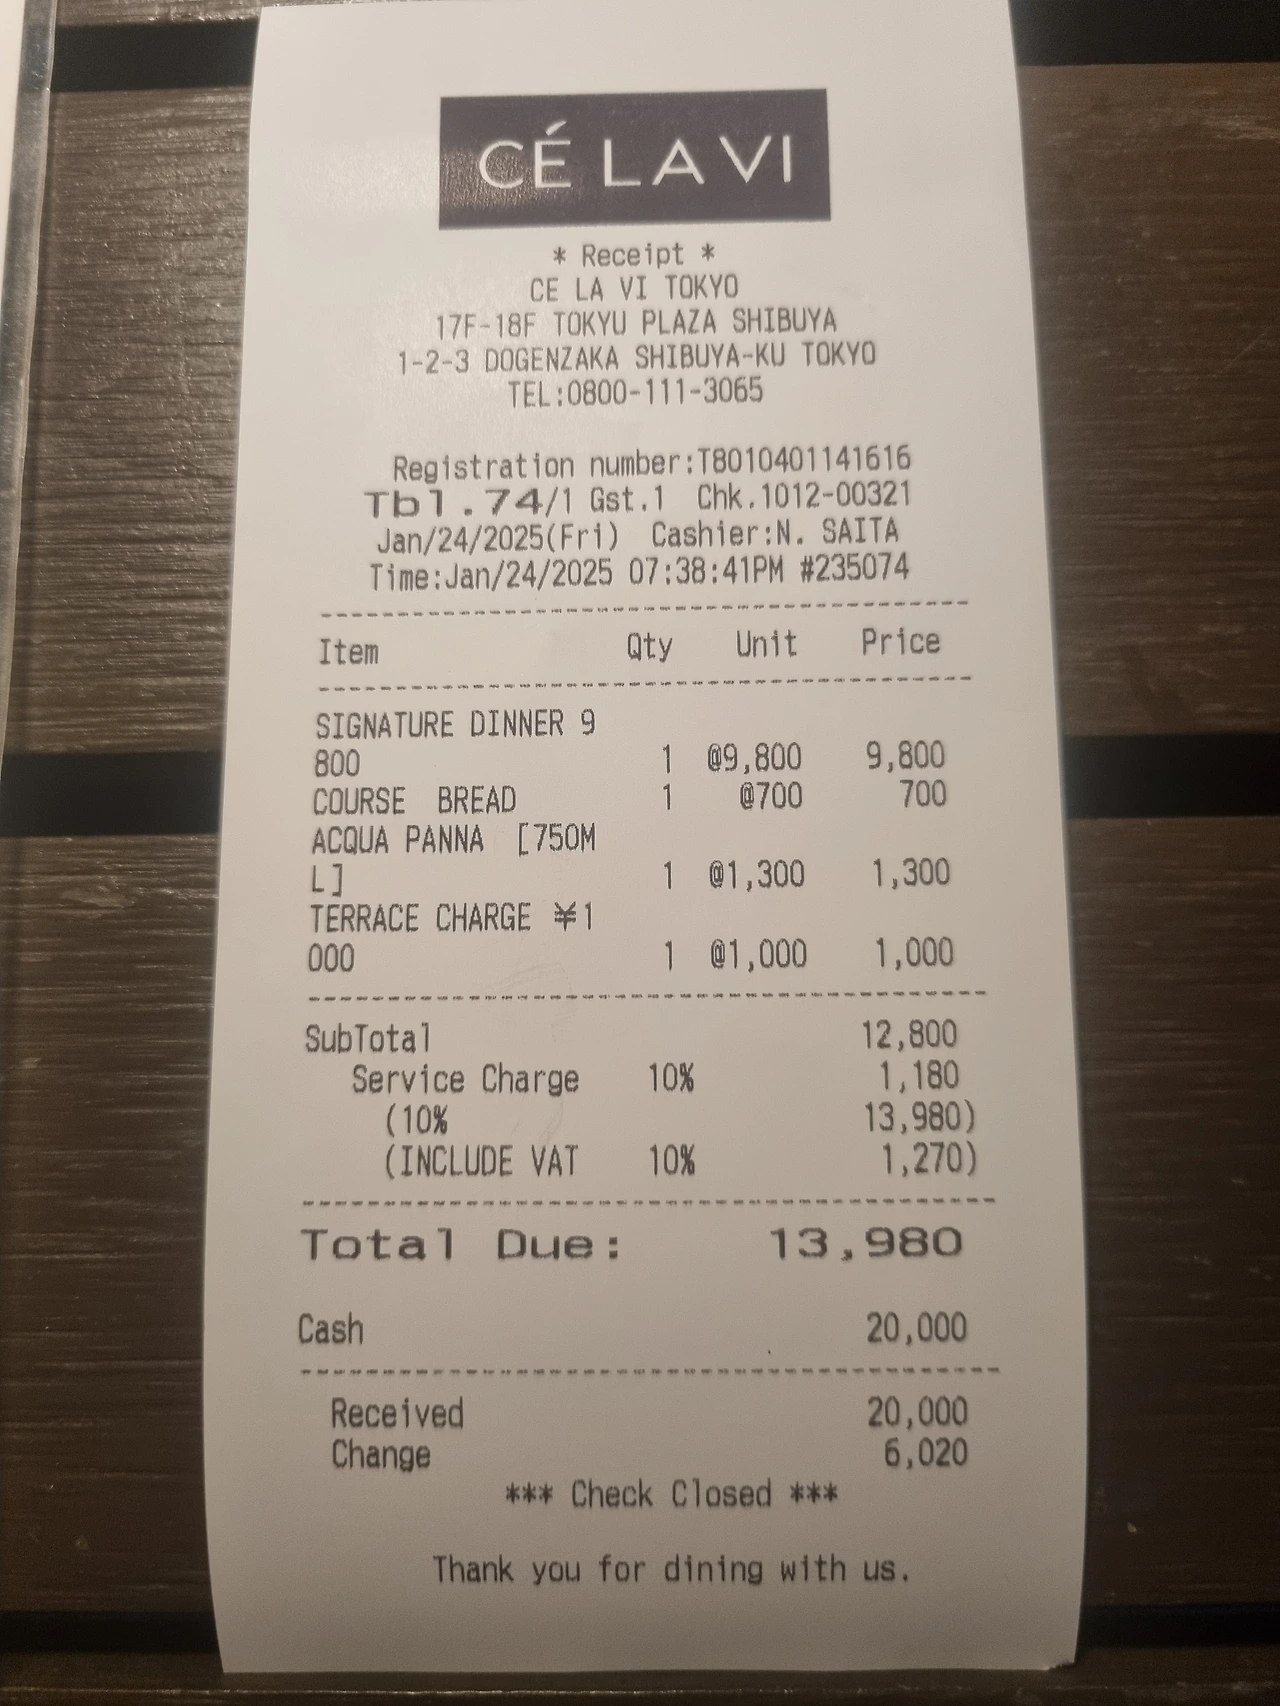 CÉ LA VI
* Receipt *
CE LA VI TOKYO
17F-18F TOKYU PLAZA SHIBUYA
1-2-3 DOGENZAKA SHIBUYA-KU TOKYO
TEL:0800-111-3065
Registration number:T8010401141616
Tbl.74/1 Gst.1 Chk.1012-00321
Jan/24/2025(Fri) Cashier:N. SAITA
Time:Jan/24/2025 07:38:41PM #235074
Item Qty Unit Price
SIGNATURE DINNER 9
800 1 @9,800 9,800
COURSE BREAD 1 @700 700
ACQUA PANNA [750M
L] 1 @1,300 1,300
TERRACE CHARGE ¥1
000 1 @1,000 1,000
SubTotal 12,800
Service Charge 10% 1,180
(10% 13,980)
(INCLUDE VAT 10% 1,270)
Total Due: 13,980
Cash 20,000
Received 20,000
Change 6,020
*** Check Closed ***
Thank you for dining with us.